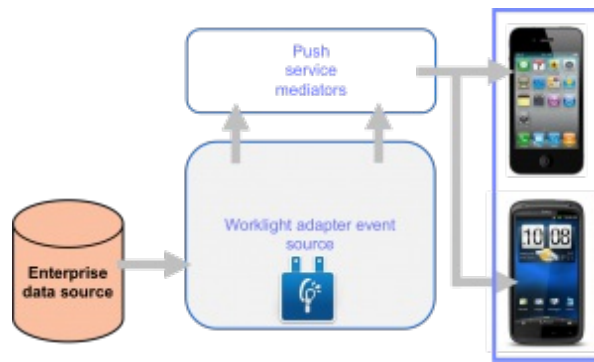 Push
service
mediators
Worklight adapter event
source
Enterprise
data source
10 08